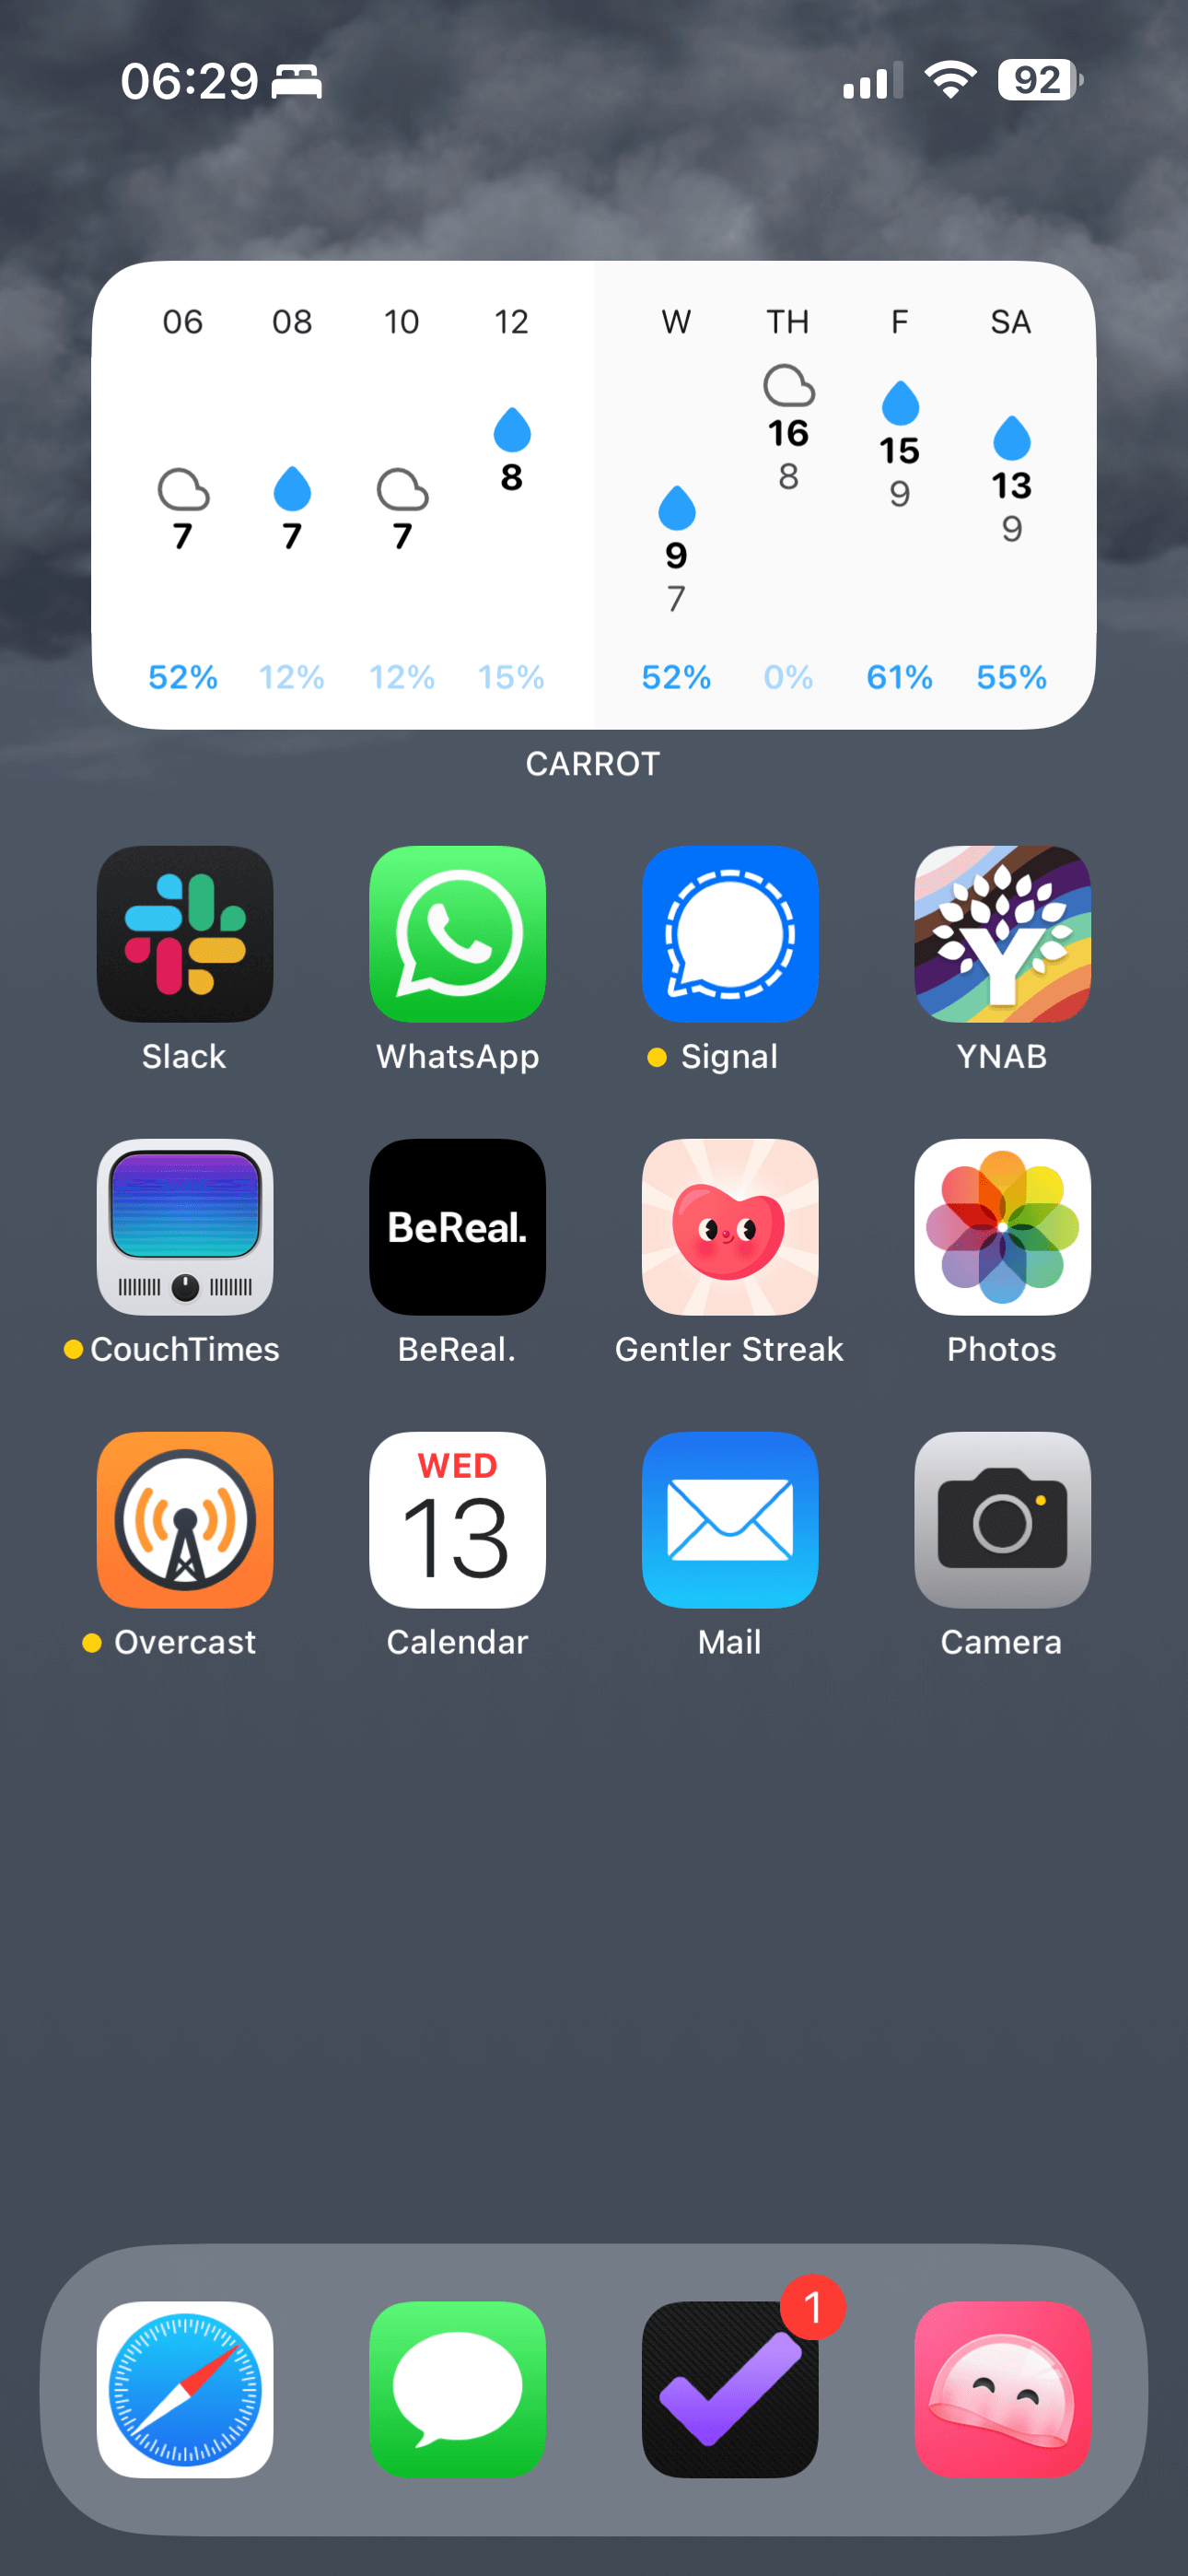 06:29
92
06 08 10 12 W TH F SA
16
15
8
8
13
9
7 7 7
9
9
7
52% 12% 12% 15% 52% 0% 61% 55%
CARROT
Y
Slack WhatsApp Signal YNAB
BeReal.
CouchTimes BeReal. Gentler Streak Photos
WED
13
Overcast Calendar Mail Camera
1